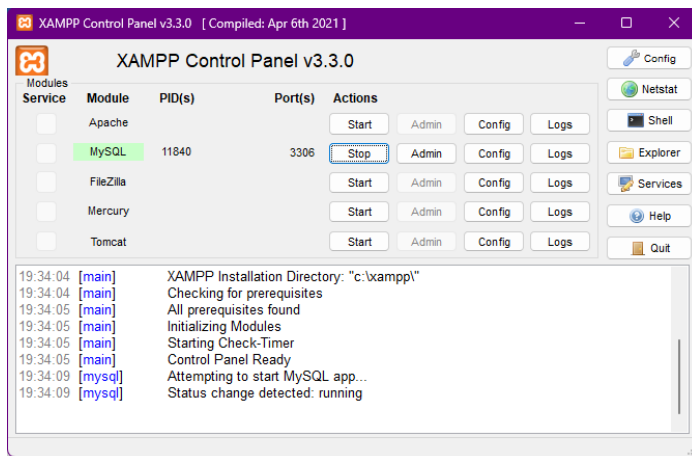 XAMPP Control Panel v3.3.0 [ Compiled: Apr 6th 2021 ]
XAMPP Control Panel v3.3.0
Config
Modules
Service Module PID(s) Port(s) Actions
Netstat
Apache Start Admin Config Logs
Shell
MySQL 11840 3306 Stop Admin Config Logs
Explorer
FileZilla Start Admin Config Logs
Services
Mercury Start Admin Config Logs
Help
Tomcat Start Admin Config Logs
Quit
19:34:04 [main] XAMPP Installation Directory: "c:\xampp\"
19:34:04 [main] Checking for prerequisites
19:34:05 [main] All prerequisites found
19:34:05 [main] Initializing Modules
19:34:05 [main] Starting Check-Timer
19:34:05 [main] Control Panel Ready
19:34:09 [mysql] Attempting to start MySQL app...
19:34:09 [mysql] Status change detected: running